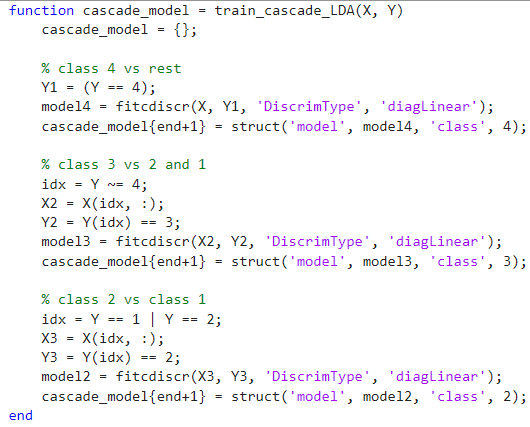 function cascade_model = train_cascade_LDA(X, Y)
    cascade_model = {};

    % class 4 vs rest
    Y1 = (Y == 4);
    model4 = fitcdiscr(X, Y1, 'DiscrimType', 'diagLinear');
    cascade_model{end+1} = struct('model', model4, 'class', 4);

    % class 3 vs 2 and 1
    idx = Y ~= 4;
    X2 = X(idx, :);
    Y2 = Y(idx) == 3;
    model3 = fitcdiscr(X2, Y2, 'DiscrimType', 'diagLinear');
    cascade_model{end+1} = struct('model', model3, 'class', 3);

    % class 2 vs class 1
    idx = Y == 1 | Y == 2;
    X3 = X(idx, :);
    Y3 = Y(idx) == 2;
    model2 = fitcdiscr(X3, Y3, 'DiscrimType', 'diagLinear');
    cascade_model{end+1} = struct('model', model2, 'class', 2);
end